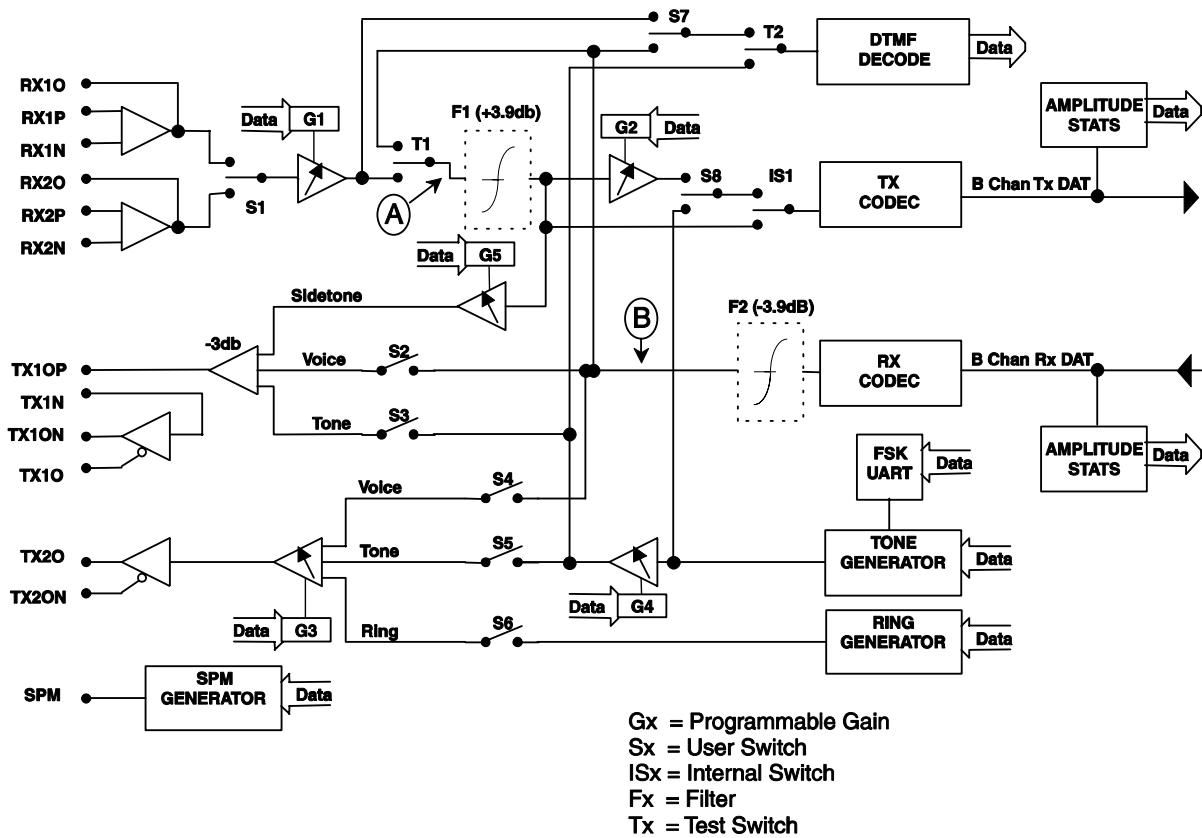 S7
T2
DTMF
DECODE
Data
RX1O
RX1P
RX1N
RX2O
RX2P
RX2N
Data
G1
F1 (+3.9db)
G2
Data
AMPLITUDE
STATS
Data
T1
S1
A
S8
IS1
TX
CODEC
B Chan Tx DAT
Data
G5
Sidetone
B
F2 (-3.9dB)
-3db
Voice
S2
RX
CODEC
B Chan Rx DAT
TX1OP
TX1N
TX1ON
TX1O
Tone
S3
FSK
UART
Data
AMPLITUDE
STATS
Data
Voice
S4
TX2O
TX2ON
Tone
S5
TONE
GENERATOR
Data
Data
G3
Data
G4
Ring
S6
RING
GENERATOR
Data
SPM
SPM
GENERATOR
Data
Gx = Programmable Gain
Sx = User Switch
ISx = Internal Switch
Fx = Filter
Tx = Test Switch